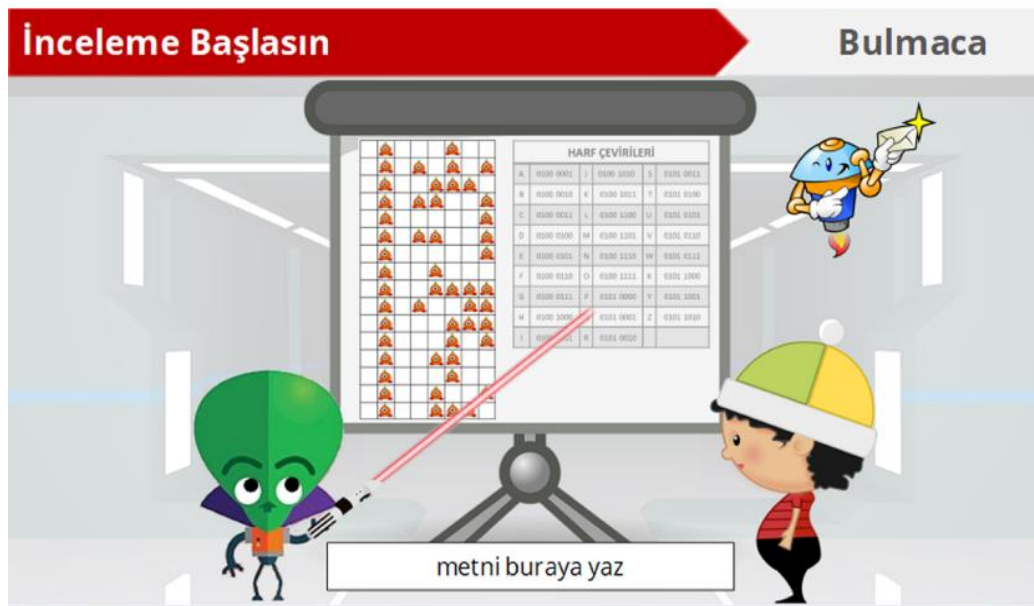 İnceleme Başlasın
Bulmaca
HARF ÇEVİRİLERİ
A 0100 0001 J 0100 1010 S 0101 0011
B 0100 0010 K 0100 1011 T 0101 0100
C 0100 0011 L 0100 1100 U 0101 0101
D 0100 0100 M 0100 1101 V 0101 0110
E 0100 0101 N 0100 1110 W 0101 0111
F 0100 0110 O 0100 1111 X 0101 1000
G 0100 0111 P 0101 0000 Y 0101 1001
H 0100 1000 0101 0001 Z 0101 1010
I R 0101 0010
metni buraya yaz